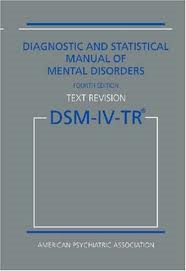 DIAGNOSTIC AND STATISTICAL
MANUAL OF
MENTAL DISORDERS
FOURTH EDITION
TEXT REVISION
DSM-IV-TR®
AMERICAN PSYCHIATRIC ASSOCIATION